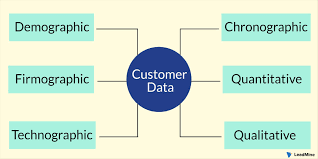 Demographic
Firmographic
Technographic
Customer
Data
Chronographic
Quantitative
Qualitative
LeadMine